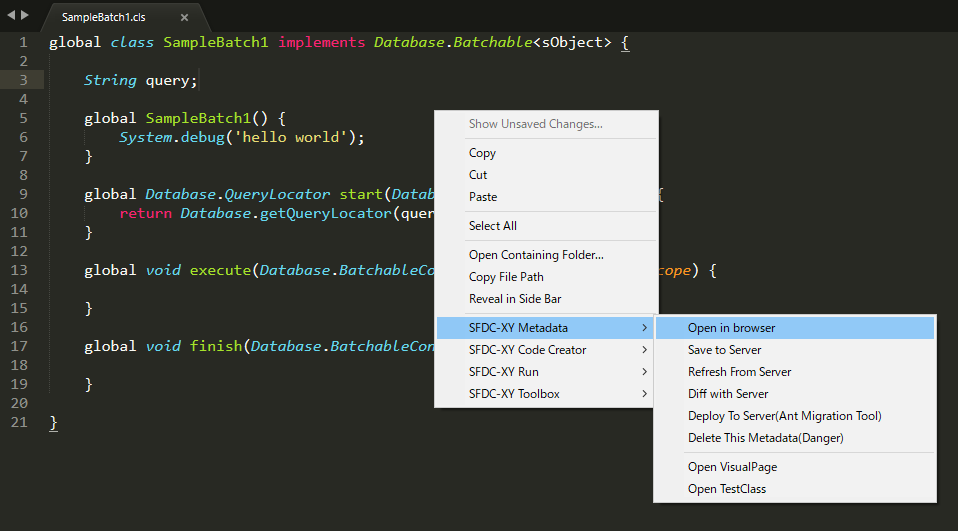 SampleBatch1.cls ×
1 global class SampleBatch1 implements Database.Batchable<sObject> {
2
3 String query;
4
5 global SampleBatch1() {
6 System.debug('hello world');
7 }
8
9 global Database.QueryLocator start(Datab {
10 return Database.getQueryLocator(quer
11 }
12
13 global void execute(Database.BatchableCo cope) {
14
15 }
16
17 global void finish(Database.BatchableCon
18
19 }
20
21 }
Show Unsaved Changes...
Copy
Cut
Paste
Select All
Open Containing Folder...
Copy File Path
Reveal in Side Bar
SFDC-XY Metadata >
SFDC-XY Code Creator >
SFDC-XY Run >
SFDC-XY Toolbox >
Open in browser
Save to Server
Refresh From Server
Diff with Server
Deploy To Server(Ant Migration Tool)
Delete This Metadata(Danger)
Open VisualPage
Open TestClass